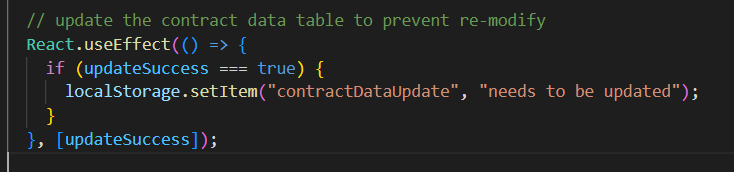 // update the contract data table to prevent re-modify
React.useEffect(() => {
if (updateSuccess === true) {
localStorage.setItem("contractDataUpdate", "needs to be updated");
}
}, [updateSuccess]);